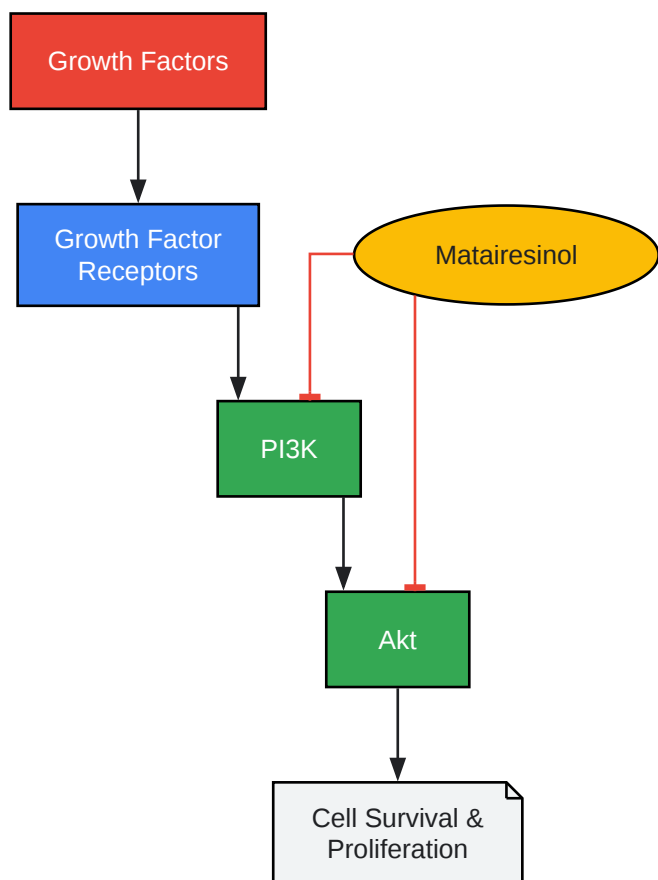 Growth Factors
Growth Factor
Receptors
Matairesinol
PI3K
Akt
Cell Survival &
Proliferation